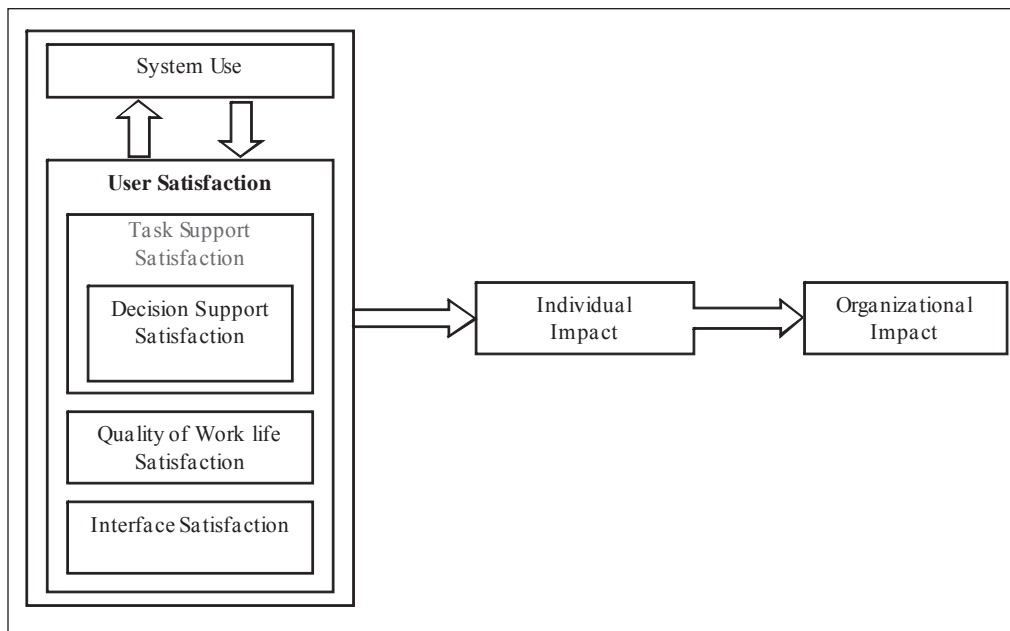 System Use
User Satisfaction
Task Support
Satisfaction
Decision Support
Satisfaction
Quality of Work life
Satisfaction
Interface Satisfaction
Individual
Impact
Organizational
Impact